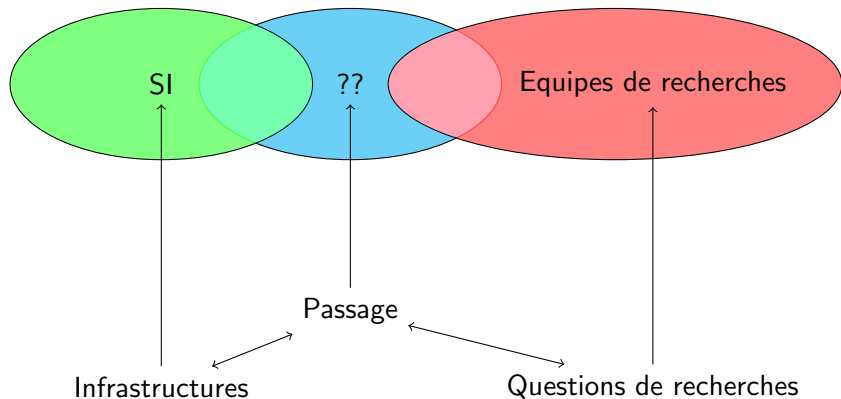 SI
??
Equipes de recherches
Passage
Infrastructures
Questions de recherches